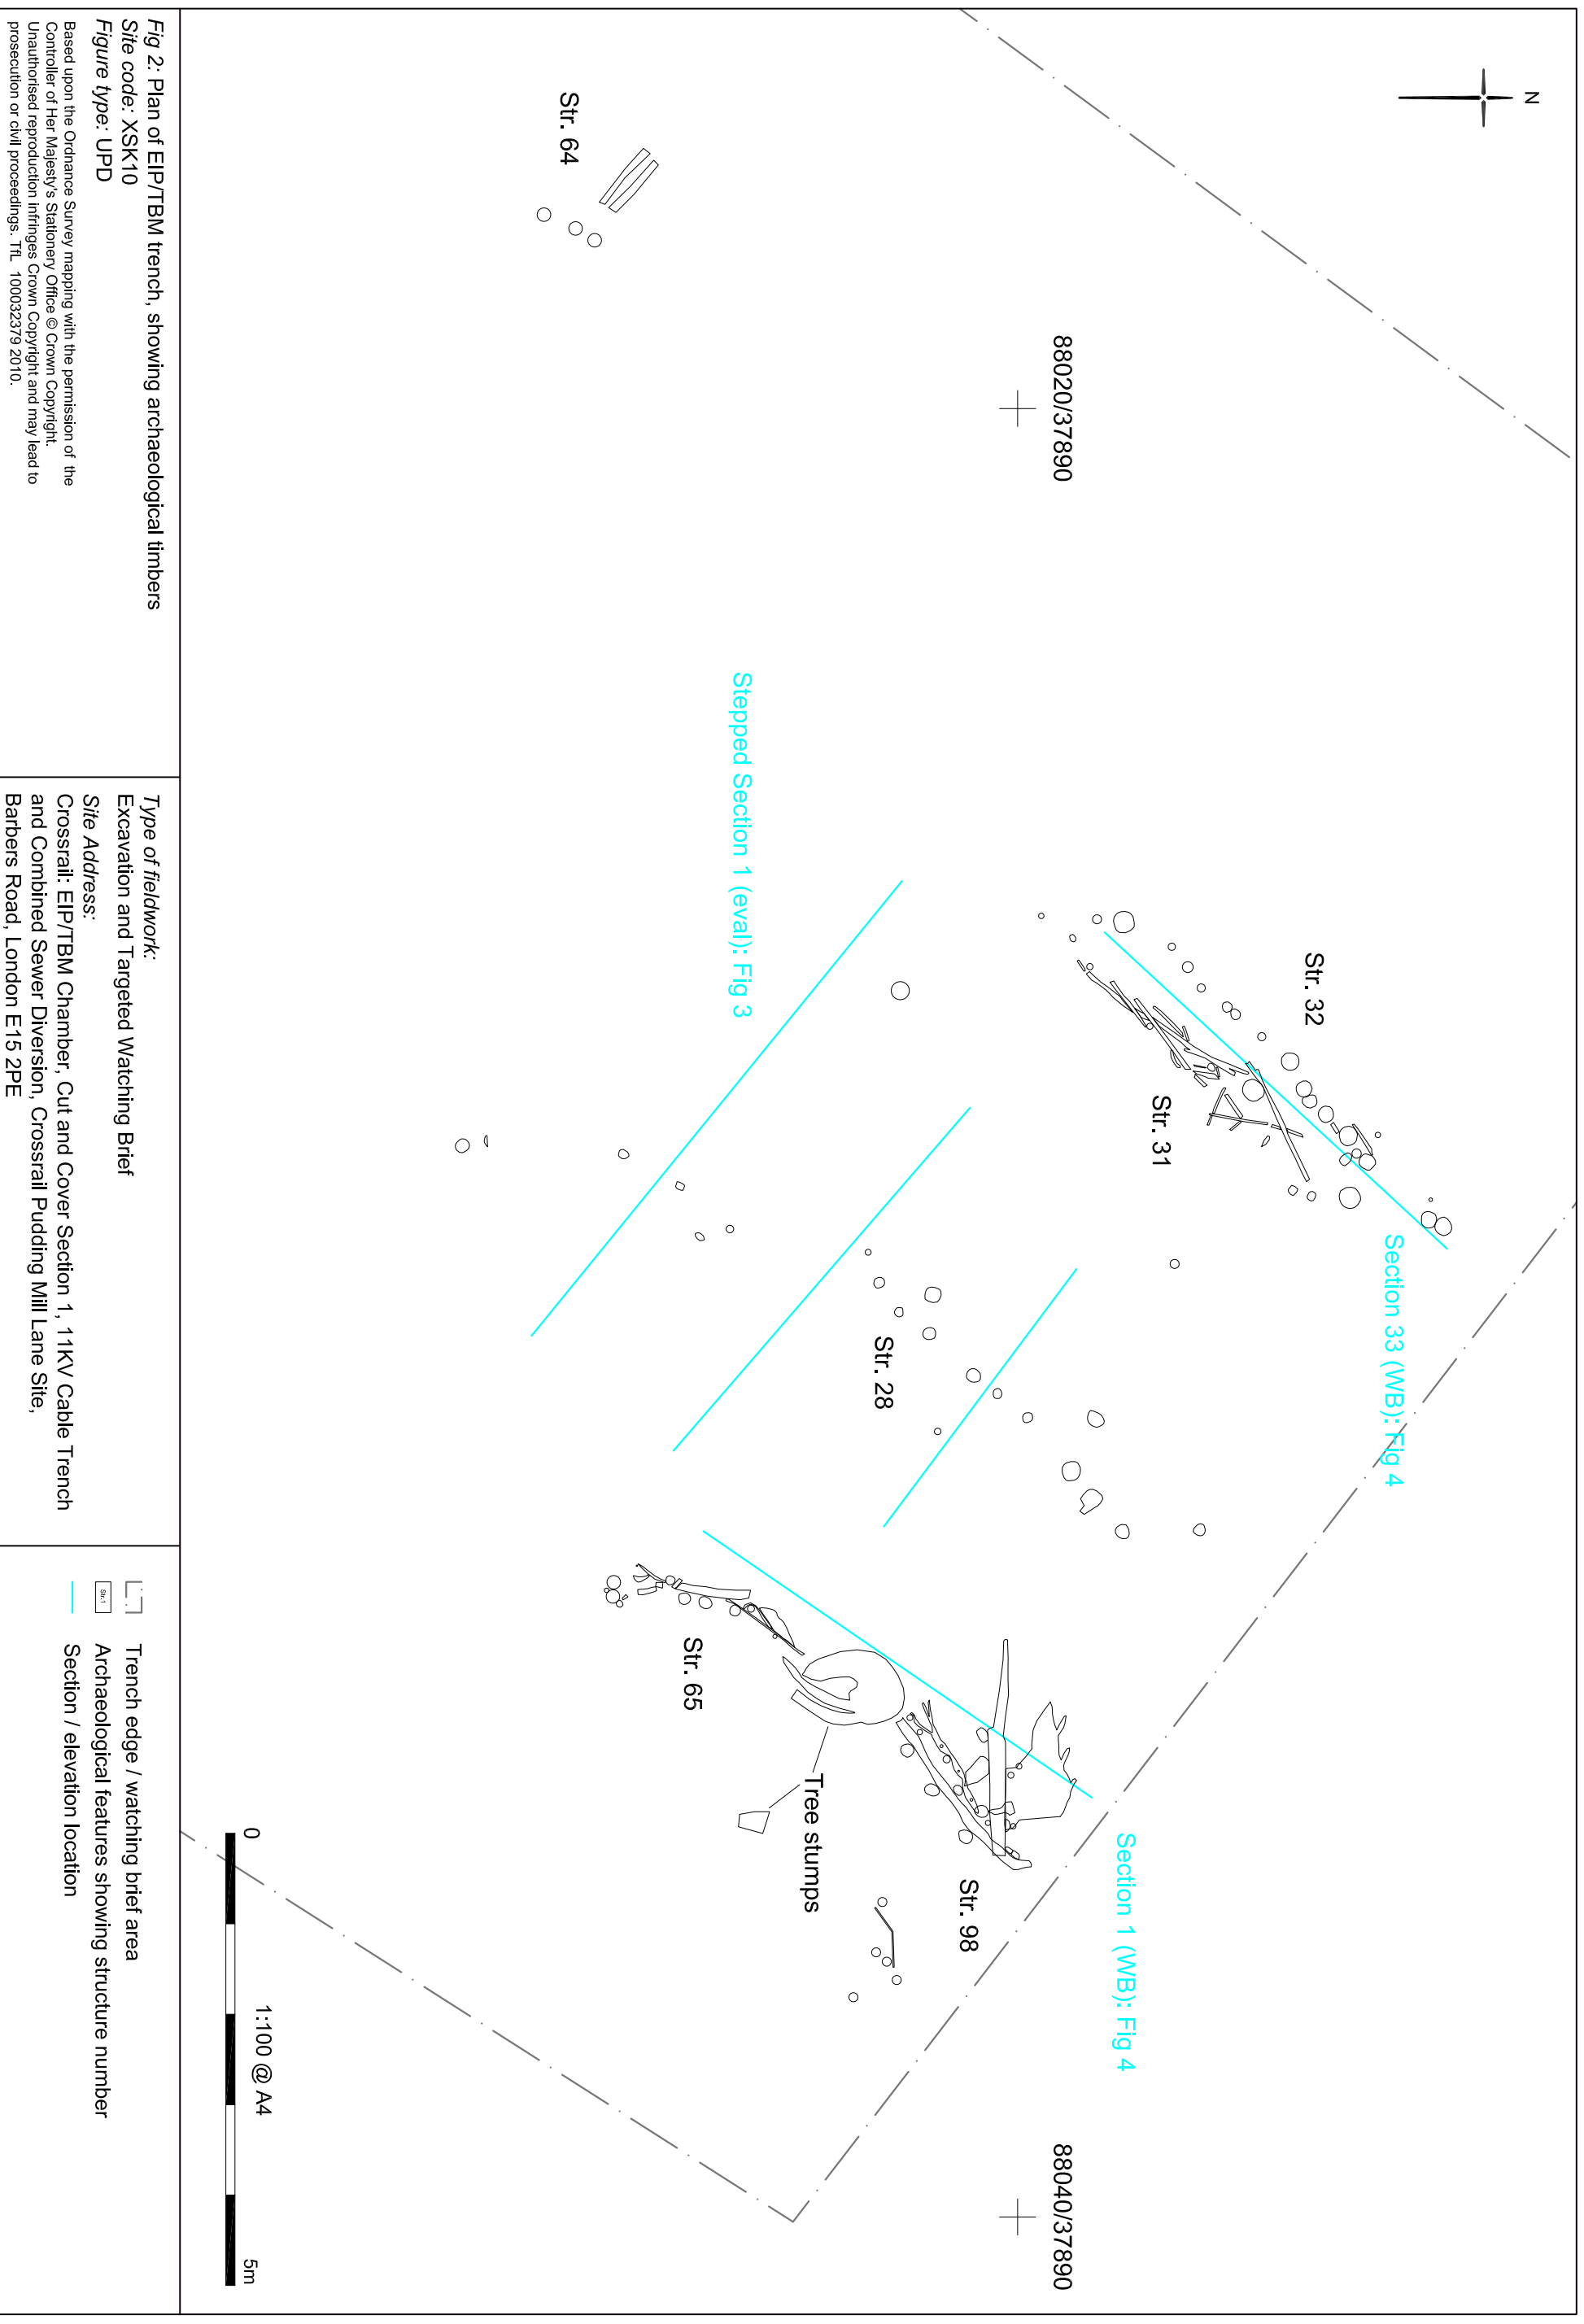 N
88020/37890
88040/37890
Str. 64
Str. 32
Str. 31
Str. 28
Str. 65
Str. 98
Tree stumps
Stepped Section 1 (eval): Fig 3
Section 33 (WB): Fig 4
Section 1 (WB): Fig 4
0
5m
1:100 @ A4
Fig 2: Plan of EIP/TBM trench, showing archaeological timbers
Site code: XSK10
Figure type: UPD
Based upon the Ordnance Survey mapping with the permission of the
Controller of Her Majesty's Stationery Office © Crown Copyright.
Unauthorised reproduction infringes Crown Copyright and may lead to
prosecution or civil proceedings. TfL 100032379 2010.
Type of fieldwork:
Excavation and Targeted Watching Brief
Site Address:
Crossrail: EIP/TBM Chamber, Cut and Cover Section 1, 11KV Cable Trench
and Combined Sewer Diversion, Crossrail Pudding Mill Lane Site,
Barbers Road, London E15 2PE
Trench edge / watching brief area
Str.1
Archaeological features showing structure number
Section / elevation location